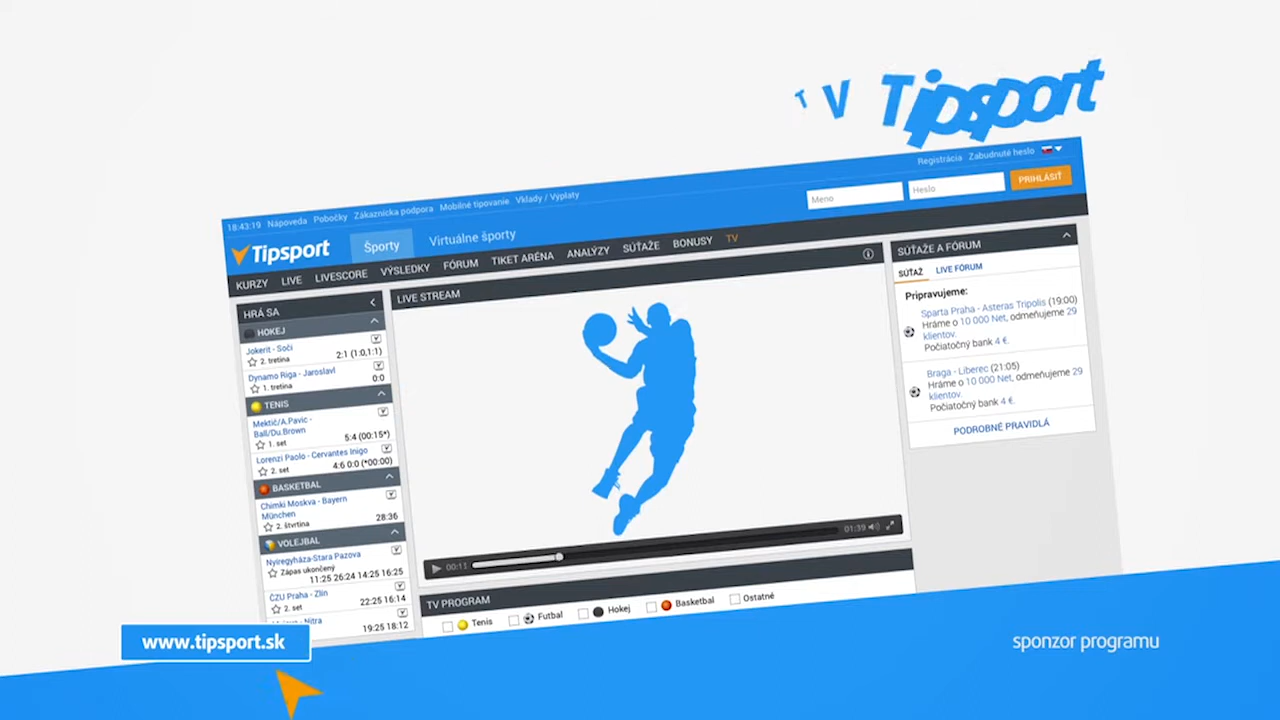 TV Tipsport
Registrácia Zabudnuté heslo
18:43:19 Nápoveda Pobočky Zákaznícka podpora Mobilné tipovanie Vklady / Výplaty
Meno Heslo PRIHLÁSIŤ
Tipsport Športy Virtuálne športy
KURZY LIVE LIVESCORE VÝSLEDKY FÓRUM TIKET ARÉNA ANALÝZY SÚŤAŽE BONUSY TV
HRÁ SA
HOKEJ
Jokerit - Soči
2. tretina 2:1 (1:0,1:1)
Dynamo Riga - Jaroslavl
1. tretina 0:0
TENIS
Mektić/A.Pavic -
Ball/Du.Brown
1. set 5:4 (00:15*)
Lorenzi Paolo - Cervantes Inigo
2. set 4:6 0:0 (*00:00)
BASKETBAL
Chimki Moskva - Bayern
München
2. štvrtina 28:36
VOLEJBAL
Nyiregyháza-Stara Pazova
Zápas ukončený
11:25 26:24 14:25 16:25
ČZU Praha - Zlín
2. set 22:25 16:14
Nitra
19:25 18:12
LIVE STREAM
00:11 01:39
TV PROGRAM
Tenis Futbal Hokej Basketbal Ostatné
SÚŤAŽE A FÓRUM
SÚŤAŽ LIVE FÓRUM
Pripravujeme:
Sparta Praha - Asteras Tripolis (19:00)
Hráme o 10 000 Net, odmeňujeme 29
klientov.
Počiatočný bank 4 €.
Braga - Liberec (21:05)
Hráme o 10 000 Net, odmeňujeme 29
klientov.
Počiatočný bank 4 €.
PODROBNÉ PRAVIDLÁ
www.tipsport.sk
sponzor programu